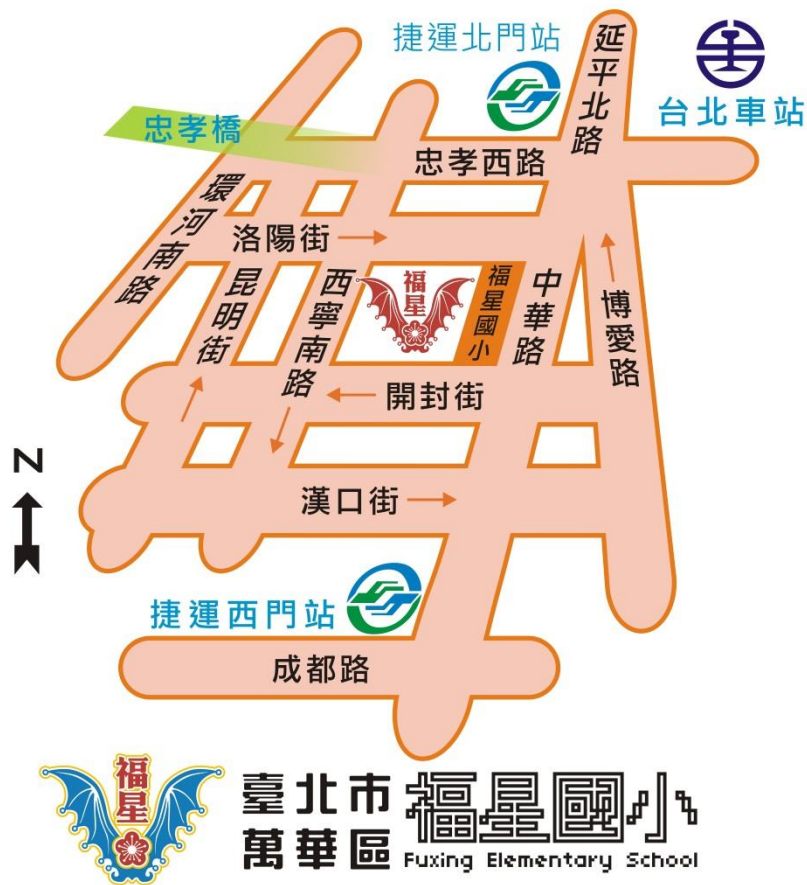 捷運北門站
延平北路
台北車站
忠孝橋
忠孝西路
環河南路
洛陽街
昆明街
西寧南路
福星
福星國小
中華路
博愛路
開封街
N
漢口街
捷運西門站
成都路
福星
臺北市
萬華區
福星國小
Fuxing Elementary School